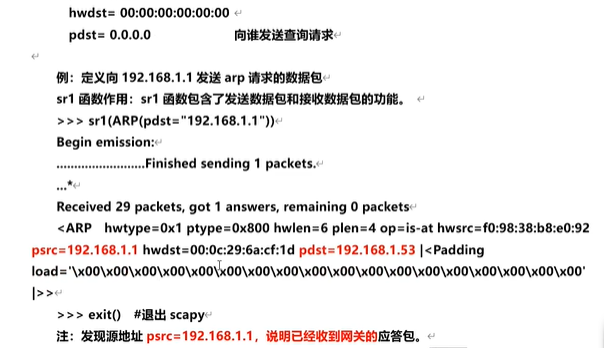 hwdst= 00:00:00:00:00:00
pdst= 0.0.0.0 向谁发送查询请求
例：定义向 192.168.1.1 发送 arp 请求的数据包
sr1 函数作用：sr1 函数包含了发送数据包和接收数据包的功能。
>>> sr1(ARP(pdst="192.168.1.1"))
Begin emission:
.........................Finished sending 1 packets.
...*
Received 29 packets, got 1 answers, remaining 0 packets
<ARP hwtype=0x1 ptype=0x800 hwlen=6 plen=4 op=is-at hwsrc=f0:98:38:b8:e0:92
psrc=192.168.1.1 hwdst=00:0c:29:6a:cf:1d pdst=192.168.1.53 |<Padding
load='\x00\x00\x00\x00\x00\x00\x00\x00\x00\x00\x00\x00\x00\x00\x00\x00\x00\x00'
|>>
>>> exit() #退出 scapy
注：发现源地址 psrc=192.168.1.1，说明已经收到网关的应答包。